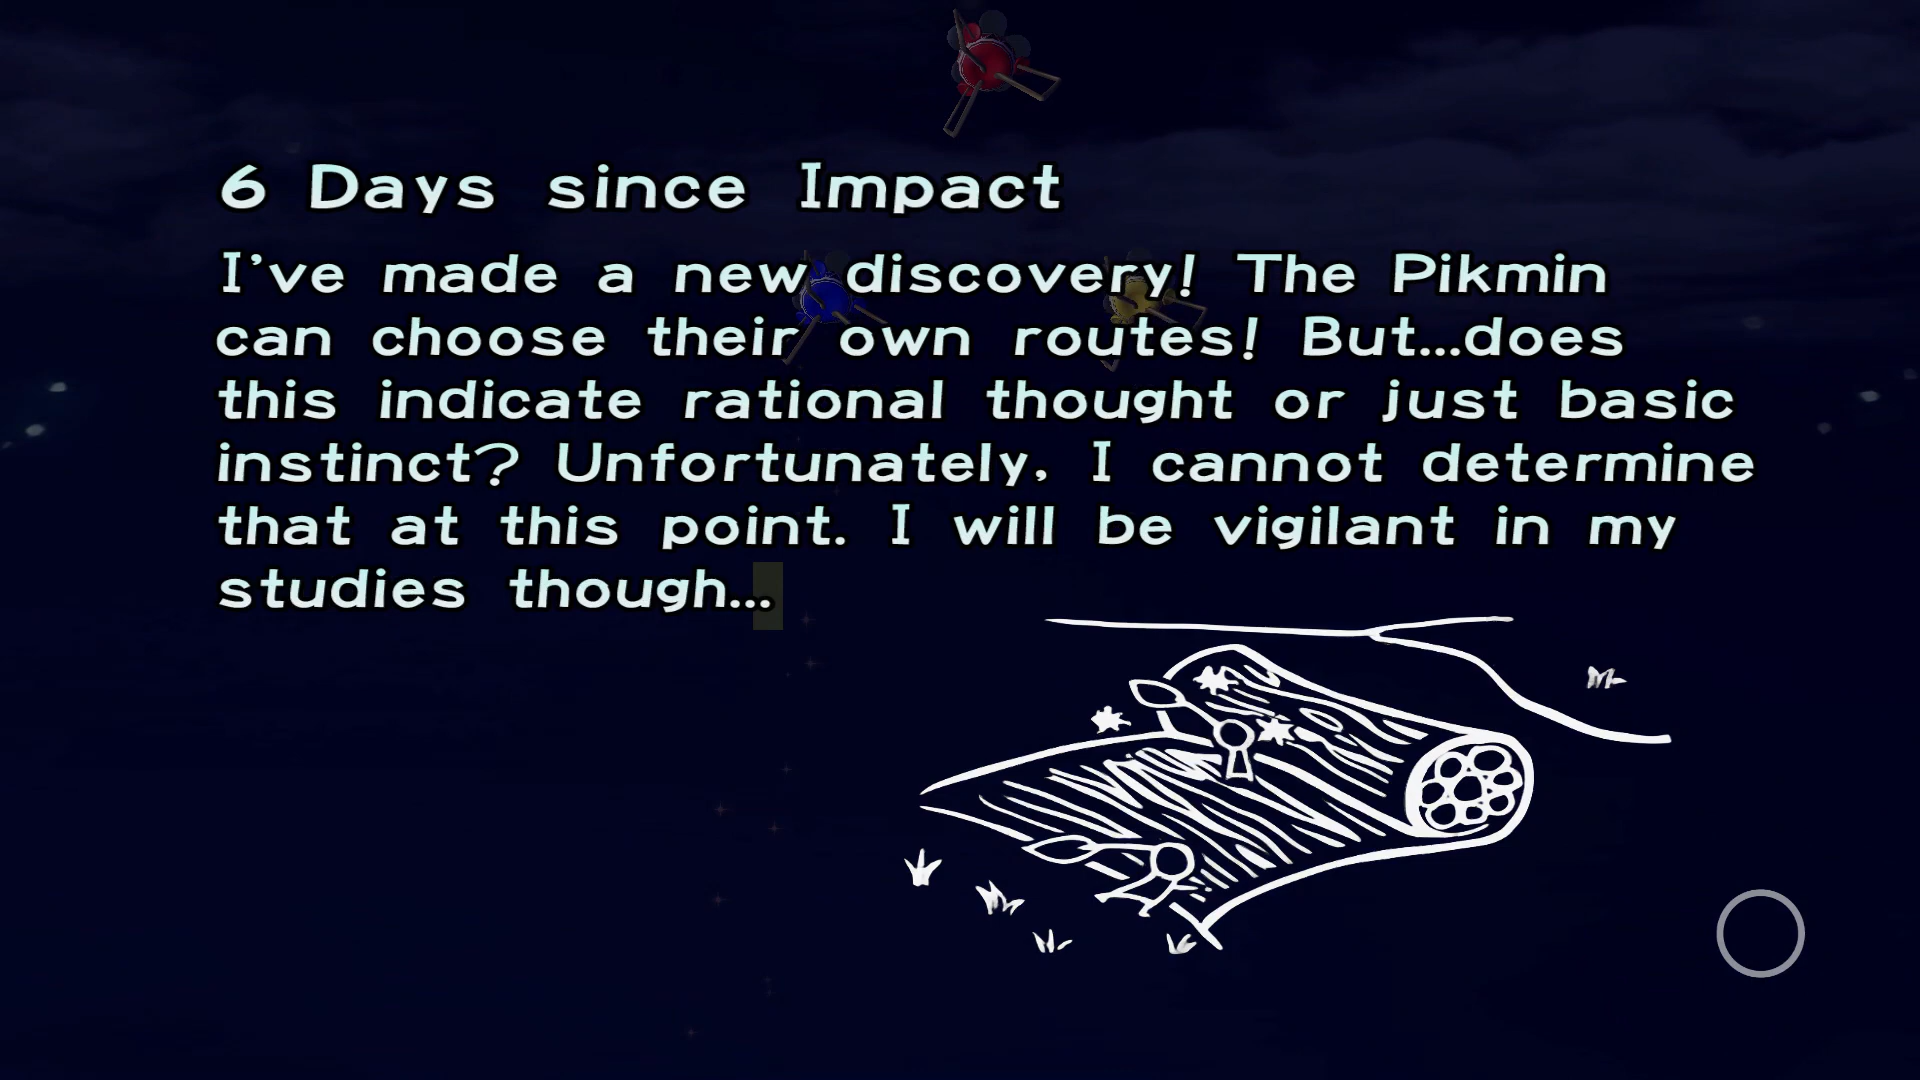 6 Days since Impact
I've made a new discovery! The Pikmin
can choose their own routes! But...does
this indicate rational thought or just basic
instinct? Unfortunately, I cannot determine
that at this point. I will be vigilant in my
studies though...